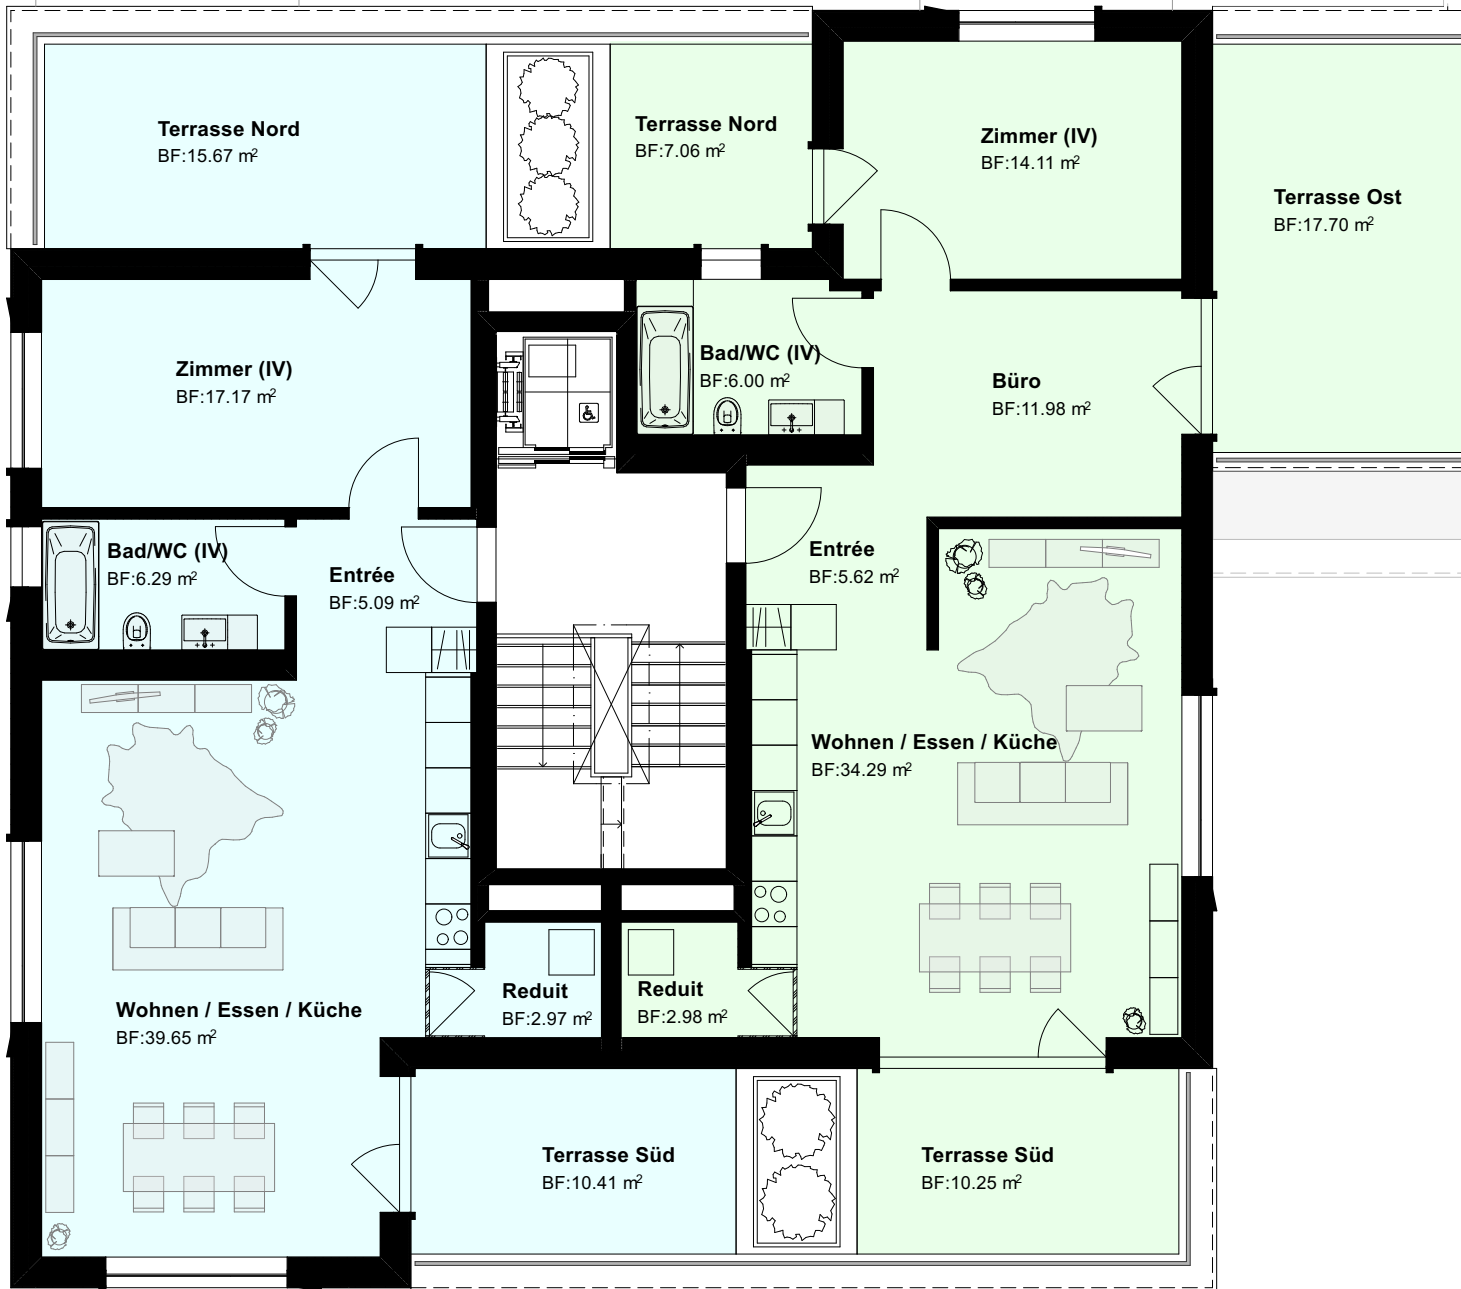 Terrasse Nord
BF:15.67 m²
Terrasse Nord
BF:7.06 m²
Zimmer (IV)
BF:14.11 m²
Terrasse Ost
BF:17.70 m²
Zimmer (IV)
BF:17.17 m²
Bad/WC (IV)
BF:6.00 m²
Büro
BF:11.98 m²
Bad/WC (IV)
BF:6.29 m²
Entrée
BF:5.09 m²
Entrée
BF:5.62 m²
Wohnen / Essen / Küche
BF:34.29 m²
Wohnen / Essen / Küche
BF:39.65 m²
Reduit
BF:2.97 m²
Reduit
BF:2.98 m²
Terrasse Süd
BF:10.41 m²
Terrasse Süd
BF:10.25 m²